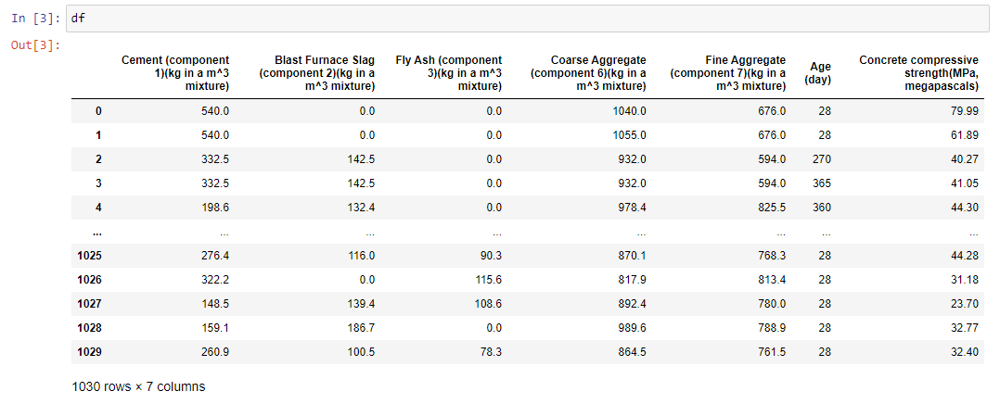 In [3]: df
Out[3]:
Cement (component 1)(kg in a m^3 mixture) Blast Furnace Slag (component 2)(kg in a m^3 mixture) Fly Ash (component 3)(kg in a m^3 mixture) Coarse Aggregate (component 6)(kg in a m^3 mixture) Fine Aggregate (component 7)(kg in a m^3 mixture) Age (day) Concrete compressive strength(MPa, megapascals)
0 540.0 0.0 0.0 1040.0 676.0 28 79.99
1 540.0 0.0 0.0 1055.0 676.0 28 61.89
2 332.5 142.5 0.0 932.0 594.0 270 40.27
3 332.5 142.5 0.0 932.0 594.0 365 41.05
4 198.6 132.4 0.0 978.4 825.5 360 44.30
... ... ... ... ... ... ... ...
1025 276.4 116.0 90.3 870.1 768.3 28 44.28
1026 322.2 0.0 115.6 817.9 813.4 28 31.18
1027 148.5 139.4 108.6 892.4 780.0 28 23.70
1028 159.1 186.7 0.0 989.6 788.9 28 32.77
1029 260.9 100.5 78.3 864.5 761.5 28 32.40
1030 rows × 7 columns